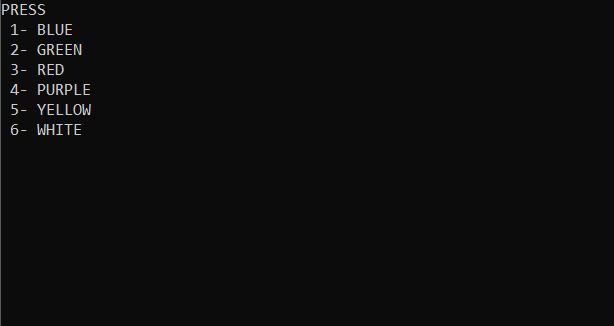 PRESS
1- BLUE
2- GREEN
3- RED
4- PURPLE
5- YELLOW
6- WHITE